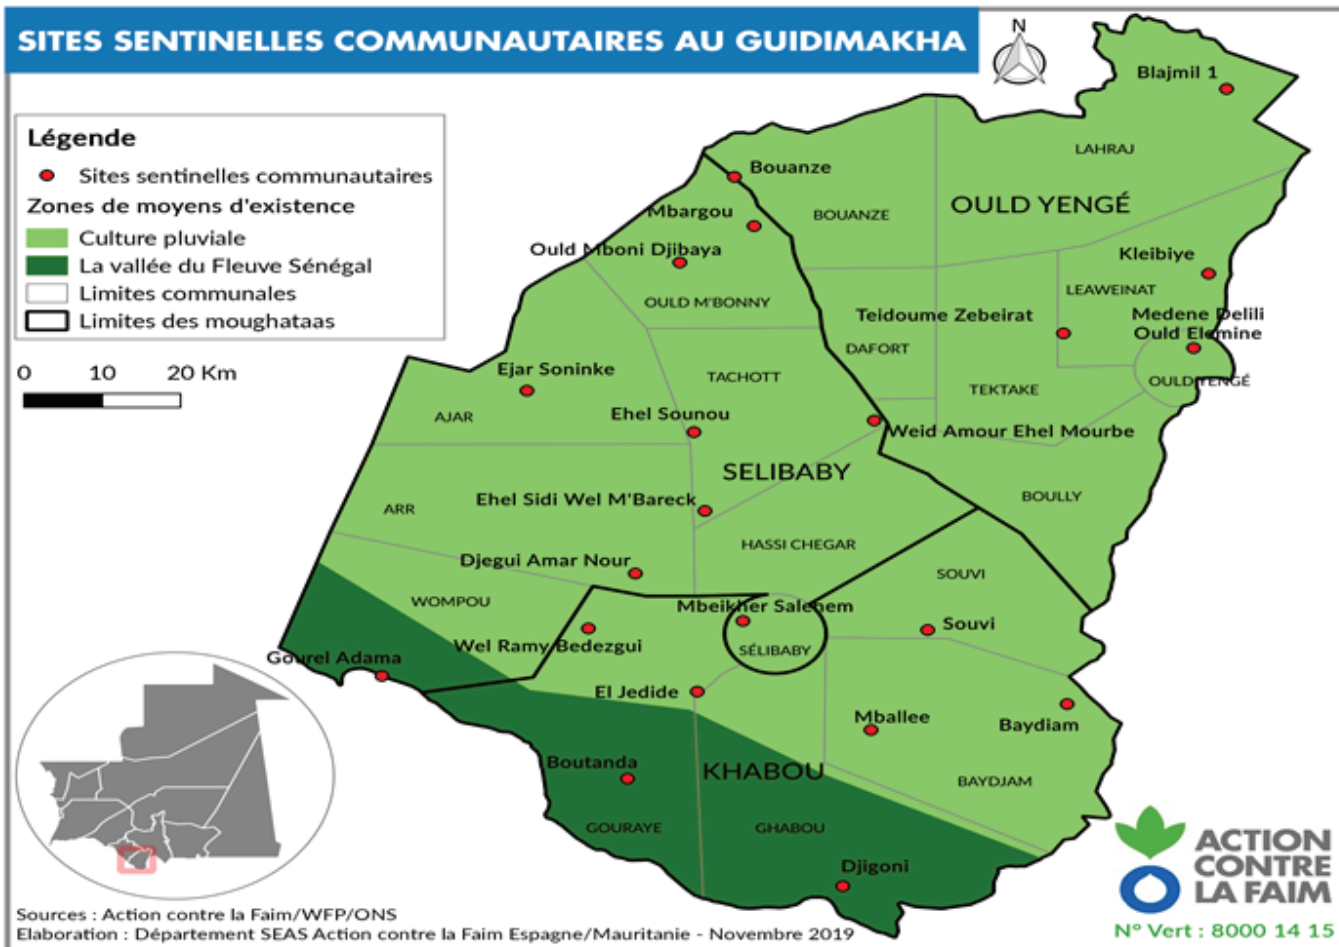 SITES SENTINELLES COMMUNAUTAIRES AU GUIDIMAKHA
N
Légende
Sites sentinelles communautaires
Zones de moyens d'existence
Culture pluviale
La vallée du Fleuve Sénégal
Limites communales
Limites des moughataas
0 10 20 Km
Blajmil 1
LAHRAJ
Bouanze
OULD YENGÉ
Mbargou
BOUANZE
Ould Mboni Djibaya
Kleibiye
LEAWEINAT
OULD M'BONNY
Teidoume Zebeirat
Medene Delili
Ould Elemine
DAFORT
Ejar Soninke
TACHOTT
OULD YENGÉ
TEKTAKE
AJAR
Ehel Sounou
Weid Amour Ehel Mourbe
SELIBABY
Ehel Sidi Wel M'Bareck
BOULLY
ARR
HASSI CHEGAR
Djegui Amar Nour
SOUVI
WOMPOU
Mbeikher Salehem
Souvi
Wel Ramy Bedezgui
SÉLIBABY
Gourel Adama
El Jedide
Mballee
Baydiam
Boutanda
KHABOU
BAYDJAM
GOURAYE
GHABOU
Djigoni
ACTION
CONTRE
LA FAIM
N° Vert : 8000 14 15
Sources : Action contre la Faim/WFP/ONS
Elaboration : Département SEAS Action contre la Faim Espagne/Mauritanie - Novembre 2019